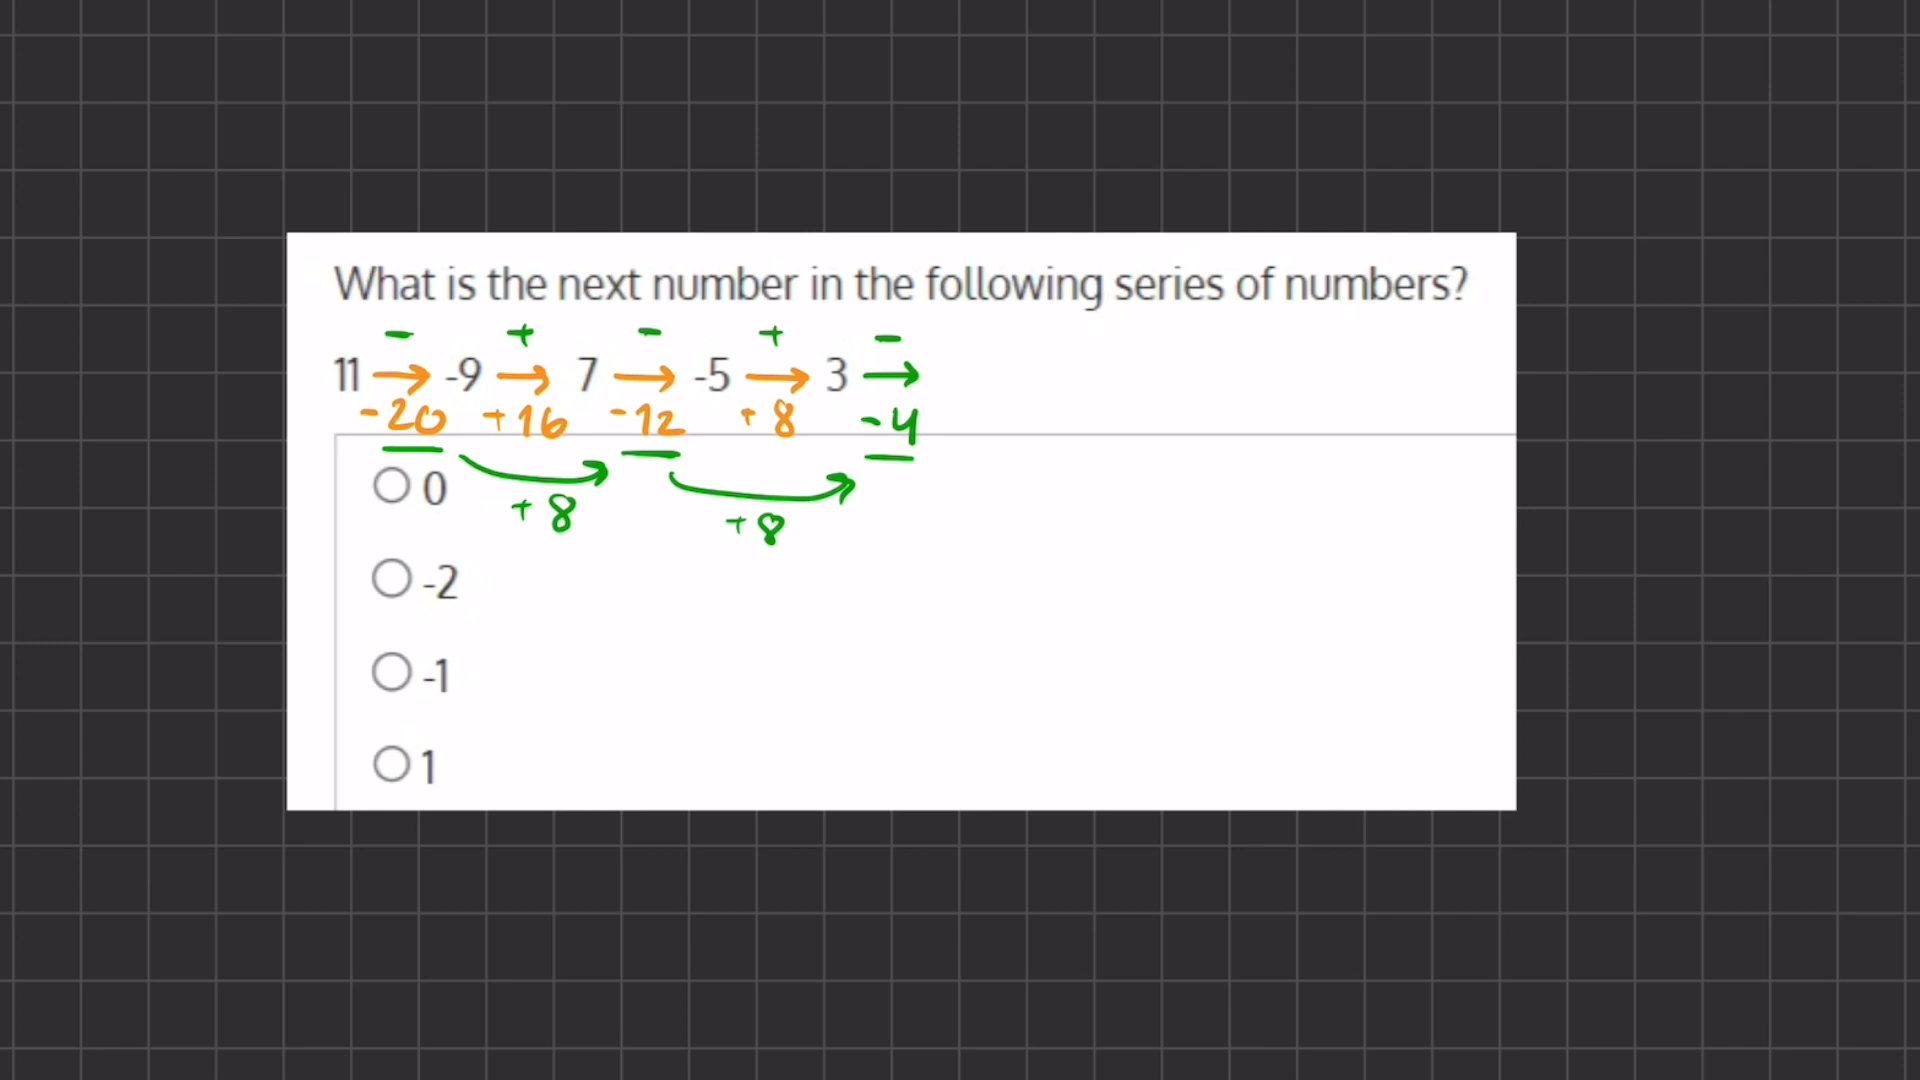 What is the next number in the following series of numbers?
- + - + -
11 → -9 → 7 → -5 → 3 →
-20 +16 -12 +8 -4
0
+8 +8
-2
-1
1